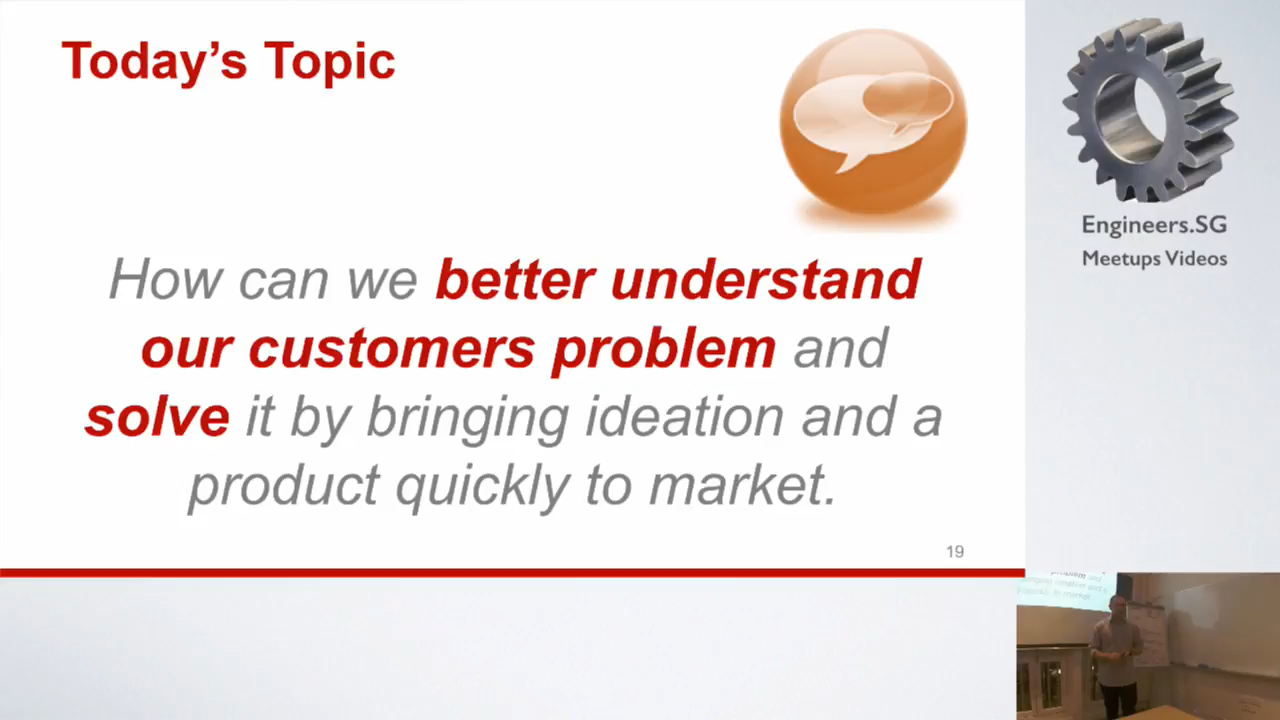 Today's Topic
How can we better understand
our customers problem and
solve it by bringing ideation and a
product quickly to market.
19
Engineers.SG
Meetups Videos